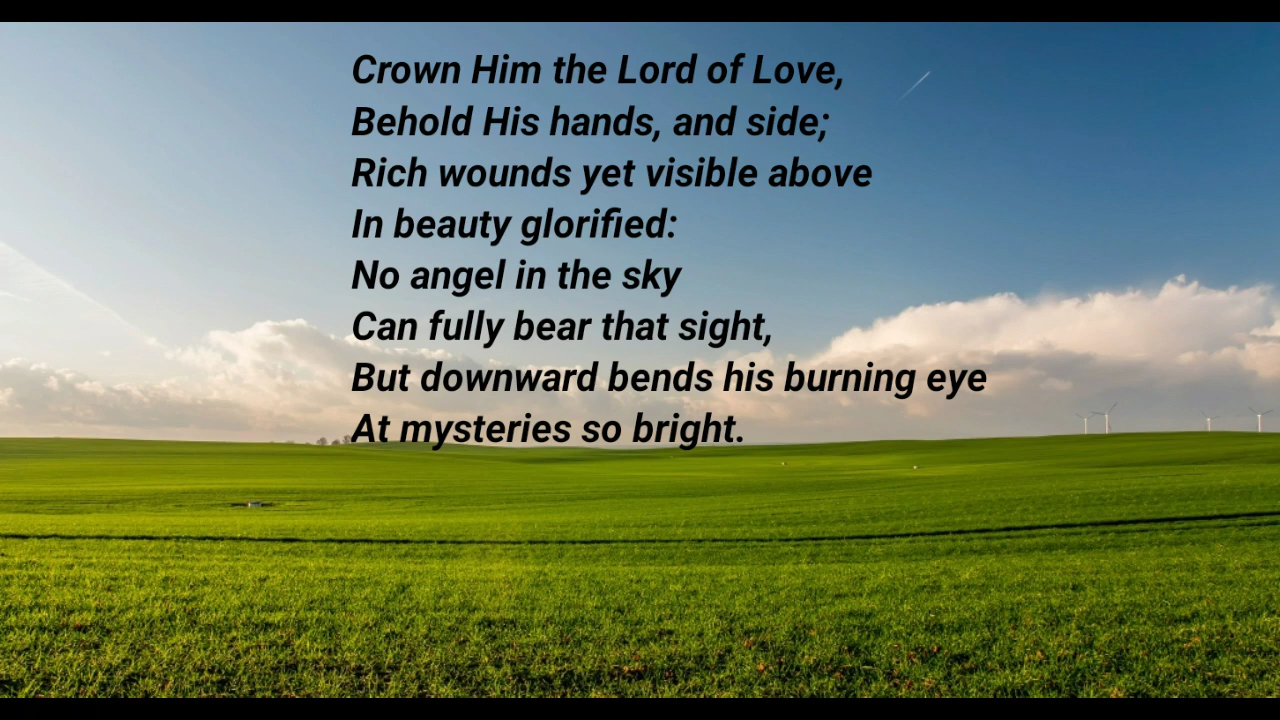 Crown Him the Lord of Love,
Behold His hands, and side;
Rich wounds yet visible above
In beauty glorified:
No angel in the sky
Can fully bear that sight,
But downward bends his burning eye
At mysteries so bright.